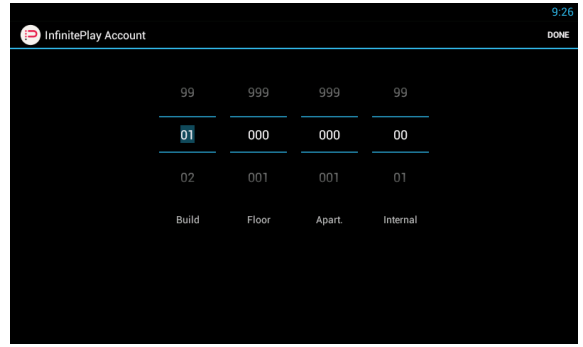 9:26
InfinitePlay Account DONE
99 999 999 99
01 000 000 00
02 001 001 01
Build Floor Apart. Internal